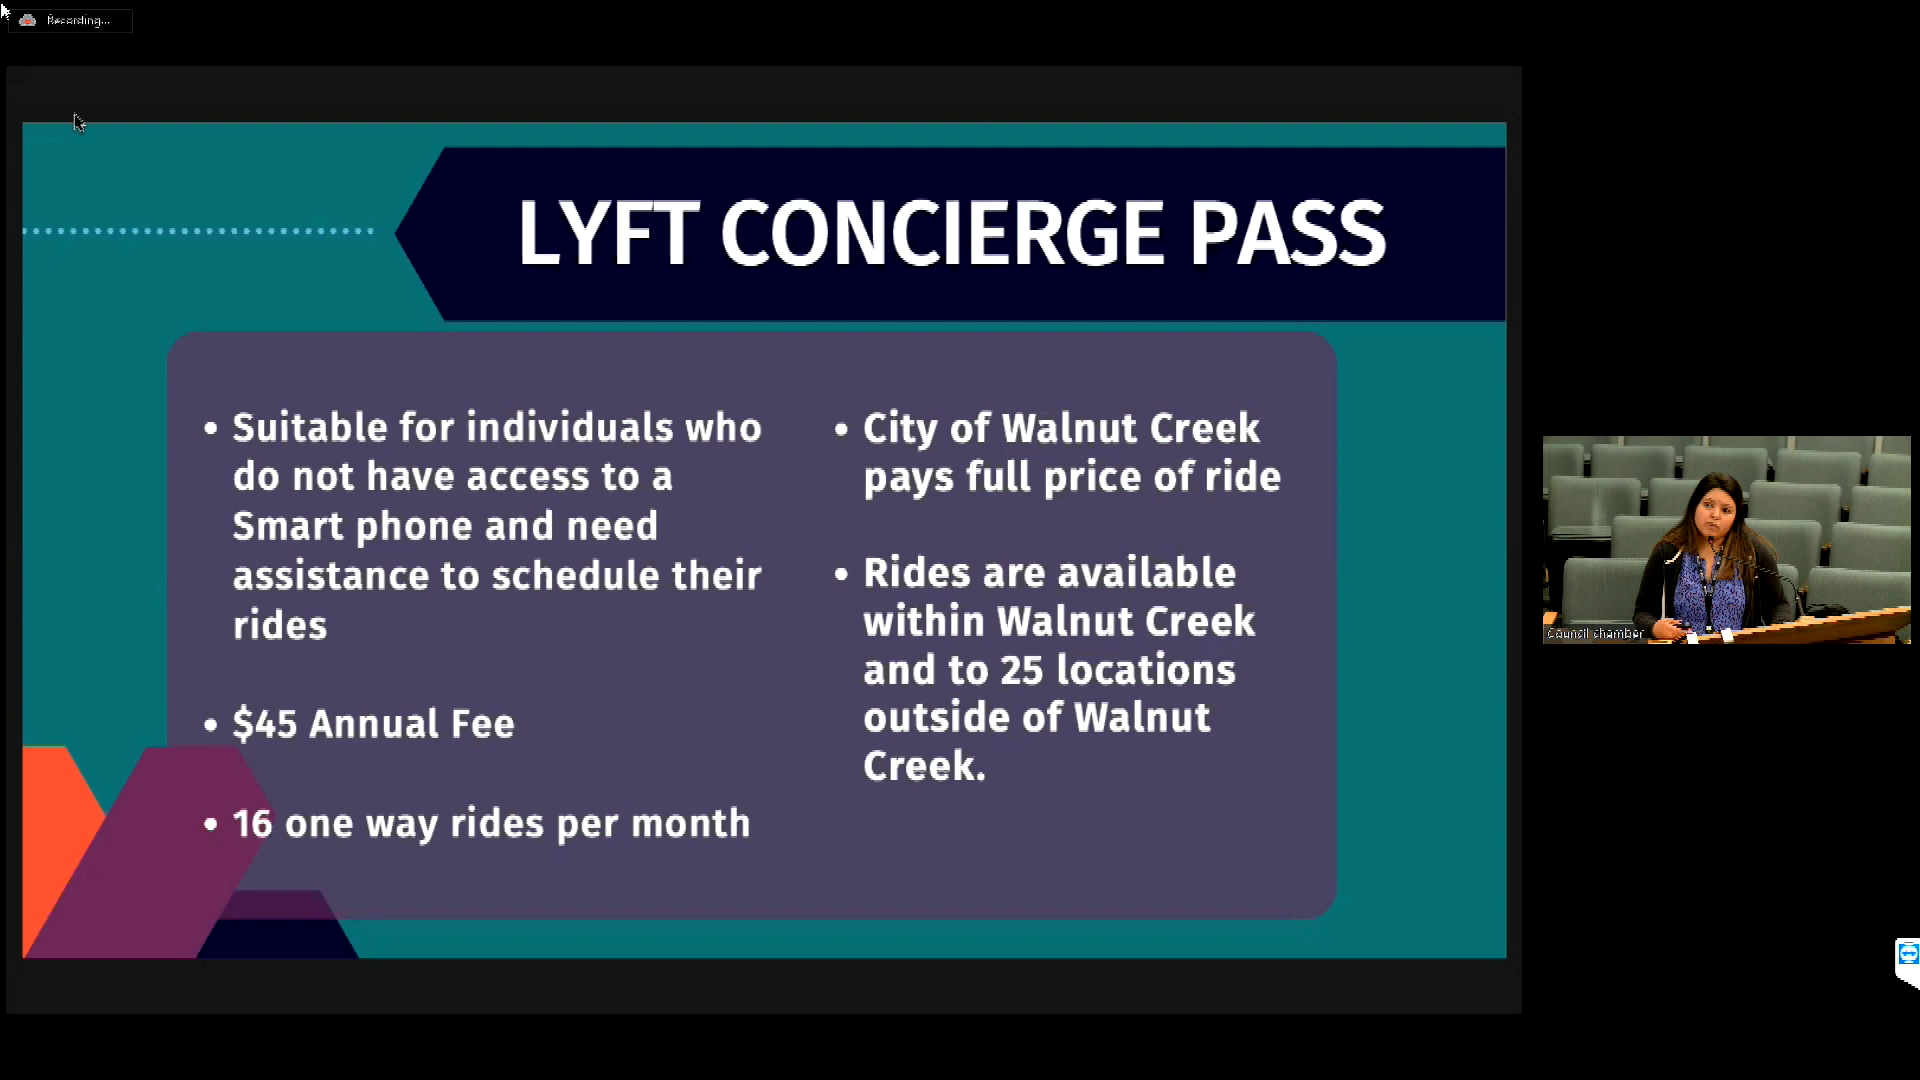 Recording...
LYFT CONCIERGE PASS
• Suitable for individuals who
do not have access to a
Smart phone and need
assistance to schedule their
rides
• $45 Annual Fee
• 16 one way rides per month
• City of Walnut Creek
pays full price of ride
• Rides are available
within Walnut Creek
and to 25 locations
outside of Walnut
Creek.
Council chamber